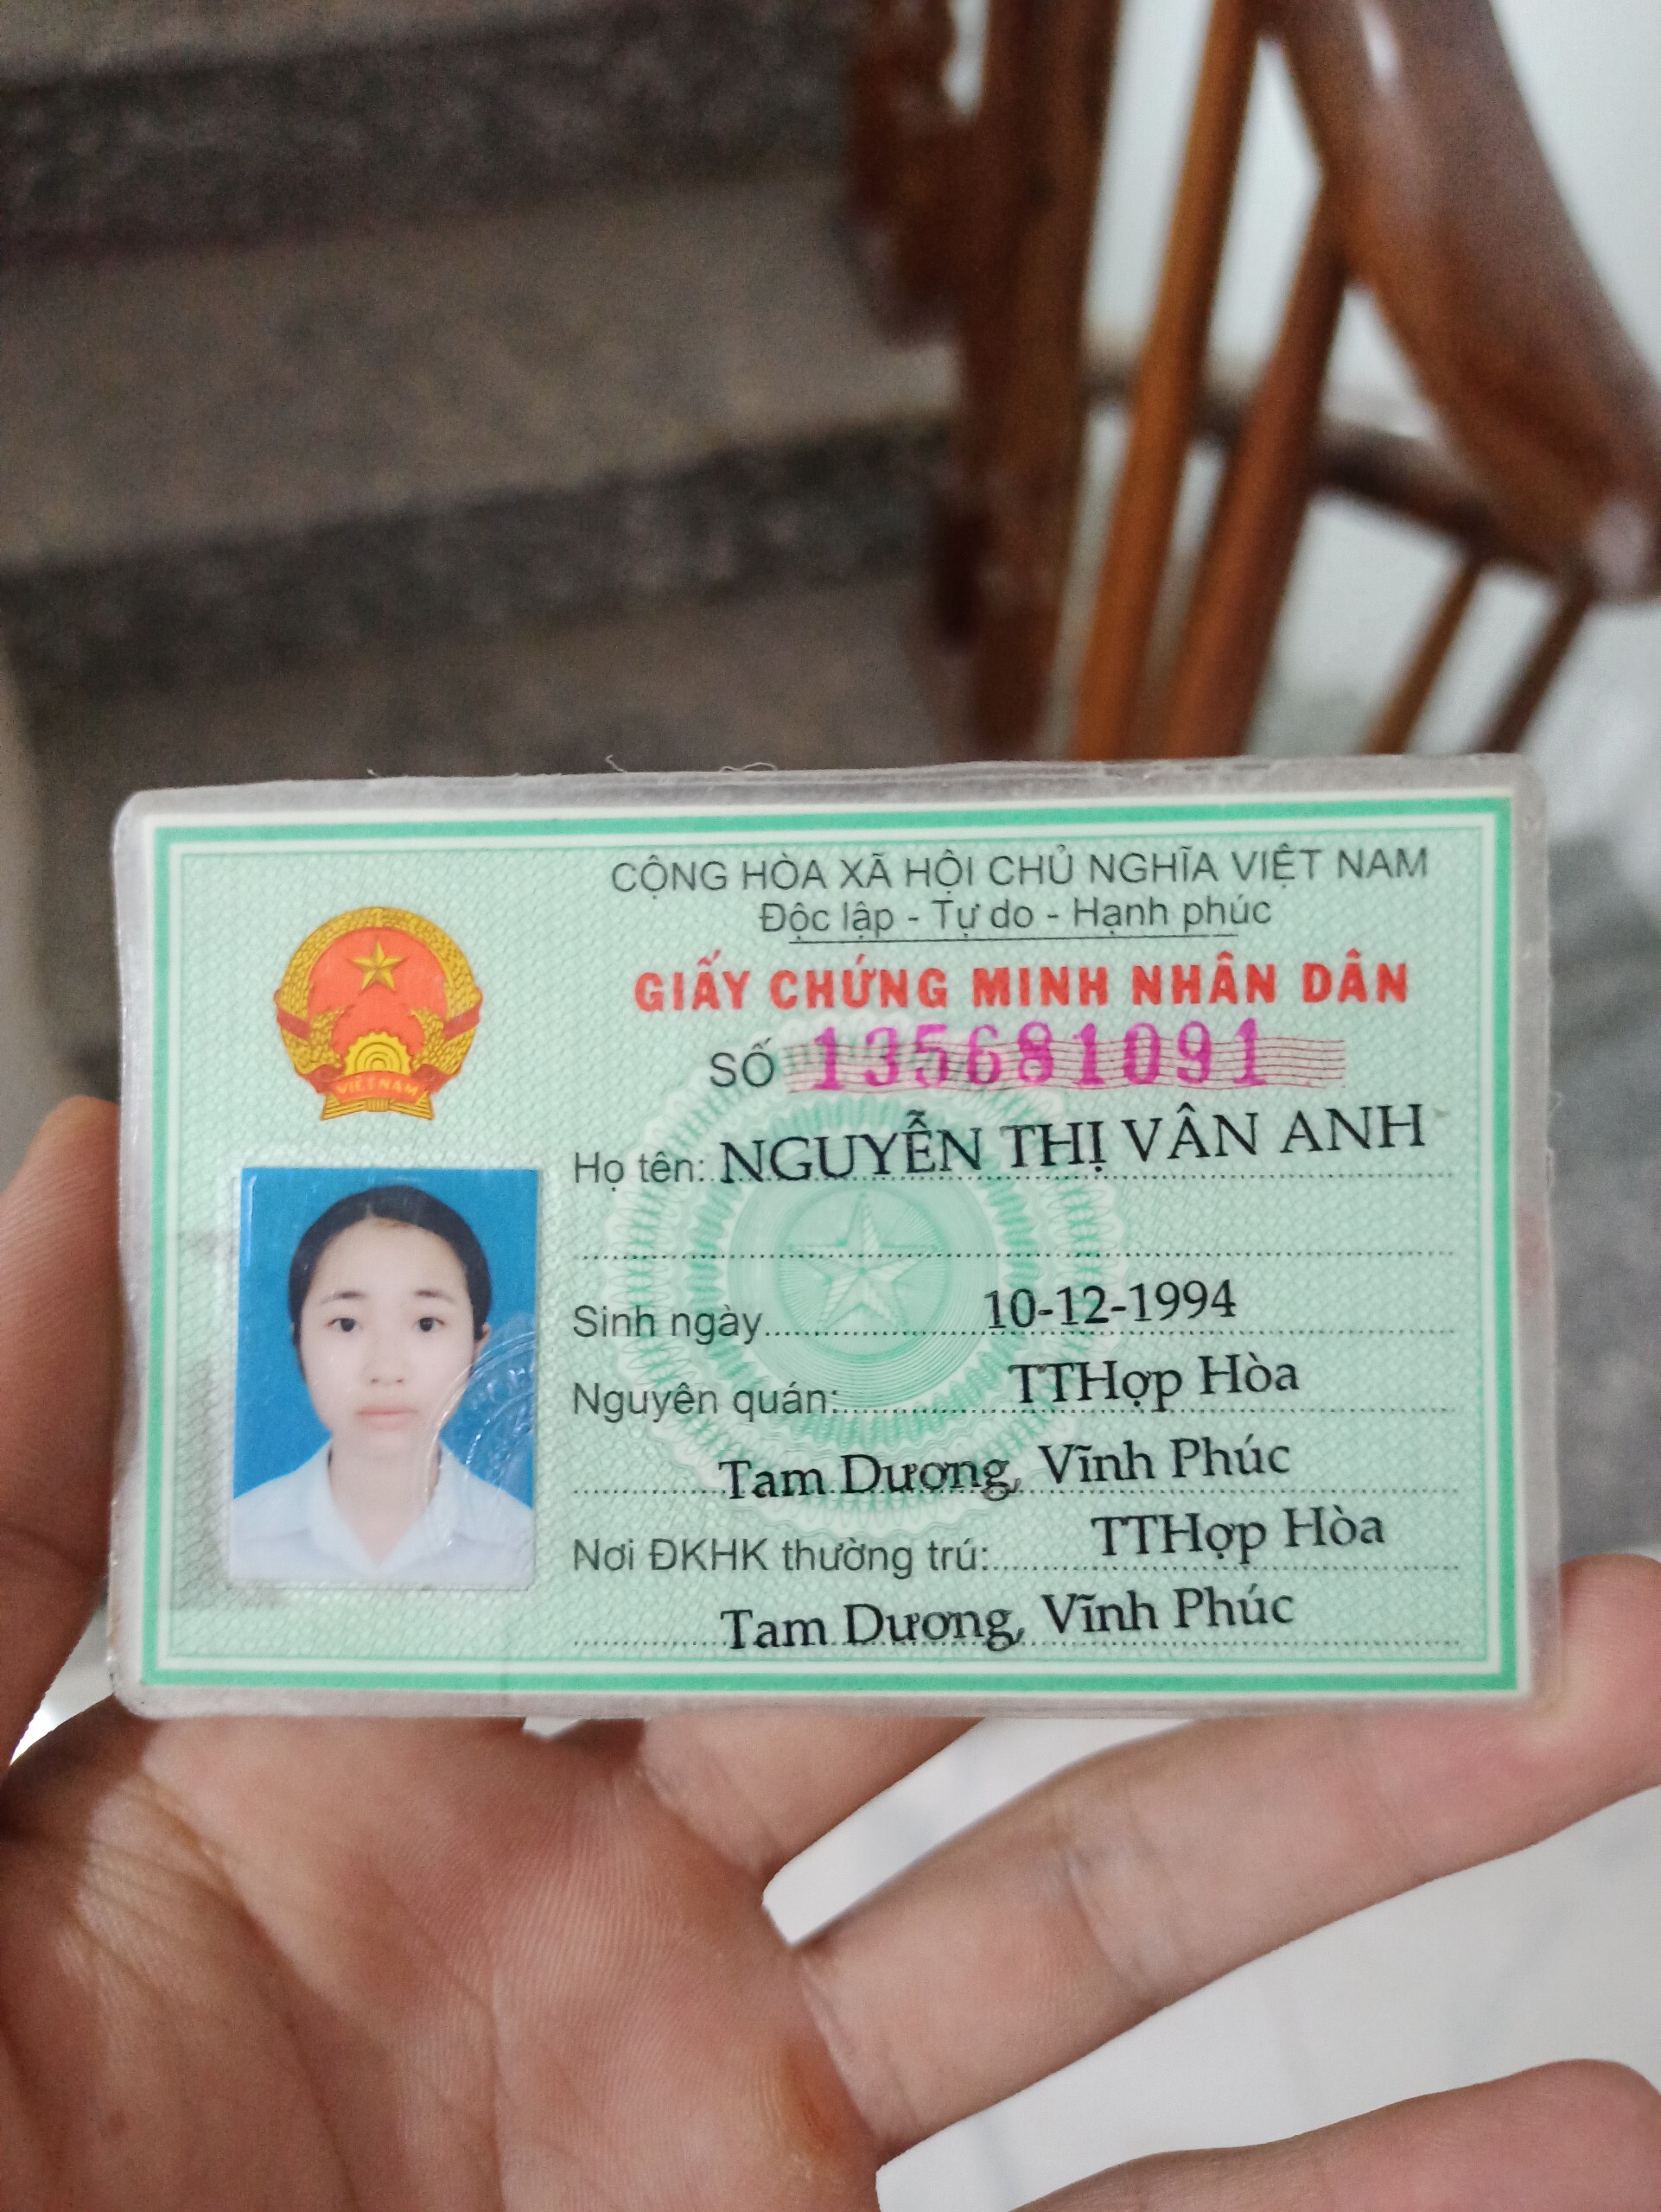 CỘNG HÒA XÃ HỘI CHỦ NGHĨA VIỆT NAM
Độc lập - Tự do - Hạnh phúc
GIẤY CHỨNG MINH NHÂN DÂN
SỐ 135681091
Họ tên: NGUYỄN THỊ VÂN ANH
Sinh ngày 10-12-1994
Nguyên quán: TTHợp Hòa
Tam Dương, Vĩnh Phúc
Nơi ĐKHK thường trú: TTHợp Hòa
Tam Dương, Vĩnh Phúc
VIỆT NAM